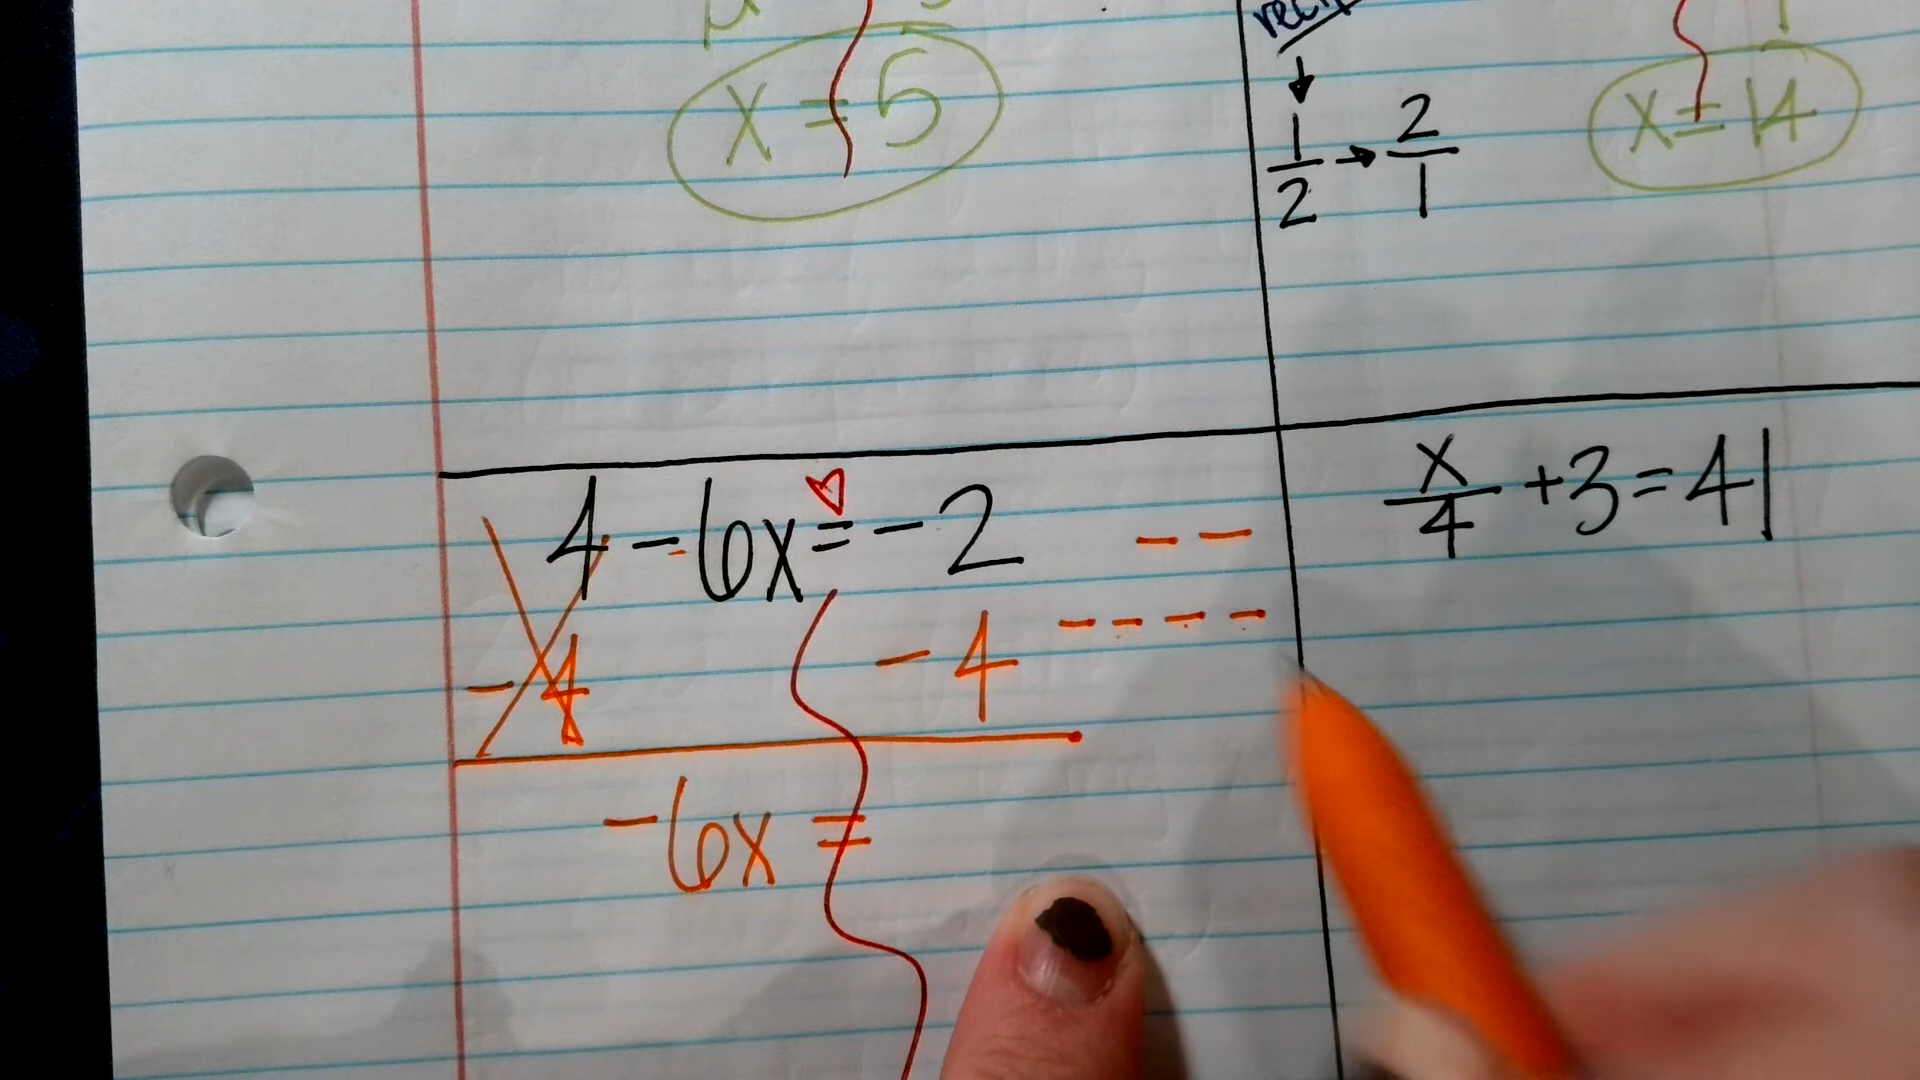 x = 5
1/2 → 2/1
x = 14
4 - 6x = -2
- -
-4 -4
- - - -
-6x =
x/4 + 3 = 41